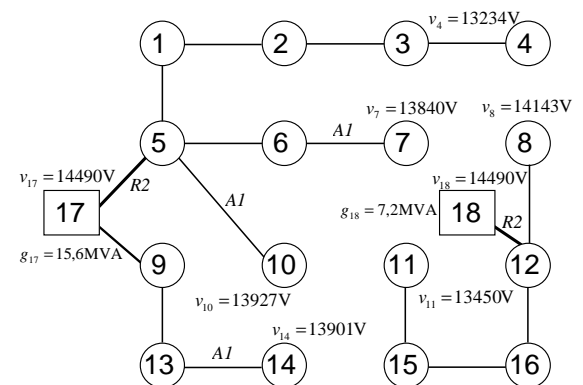 v4 = 13234V
1 2 3 4
v7 = 13840V v8 = 14143V
5 6 A1 7 8
v17 = 14490V R2 A1 v18 = 14490V
17 g18 = 7,2MVA 18 R2
g17 = 15,6MVA 9 10 11 12
v10 = 13927V v11 = 13450V
v14 = 13901V
13 A1 14 15 16